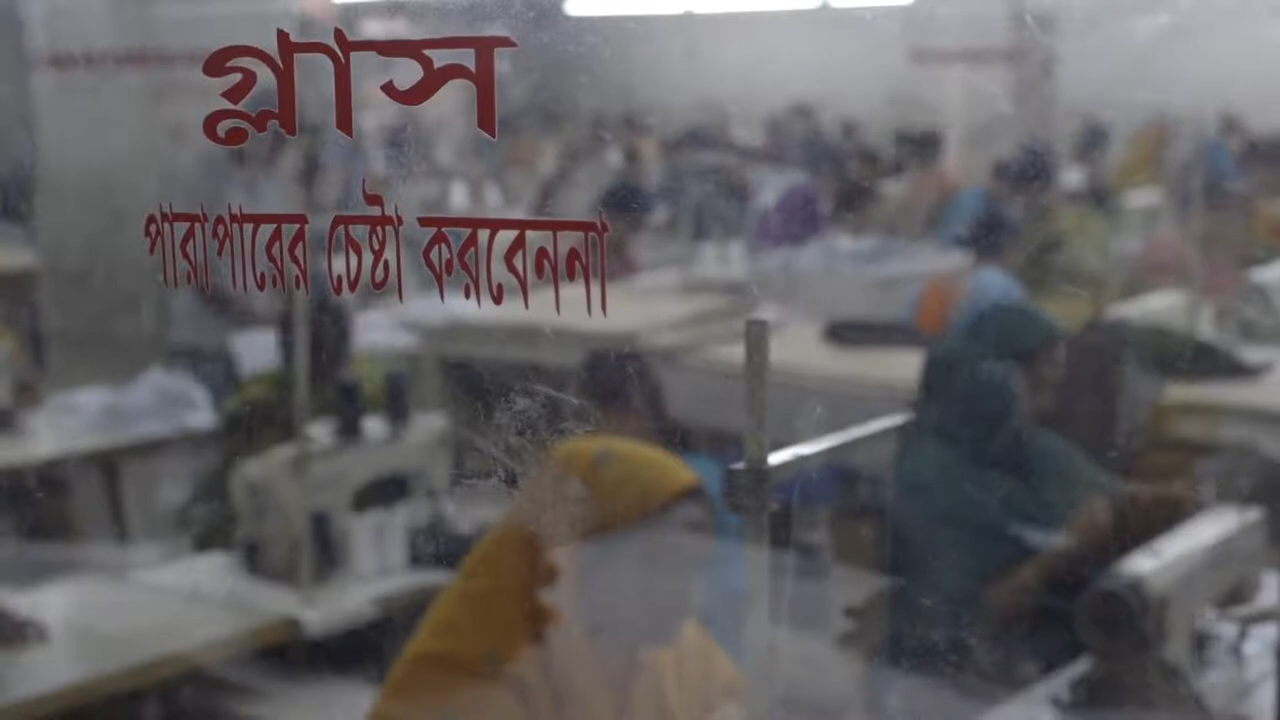 গ্লাস
পারাপারের চেষ্টা করবেননা